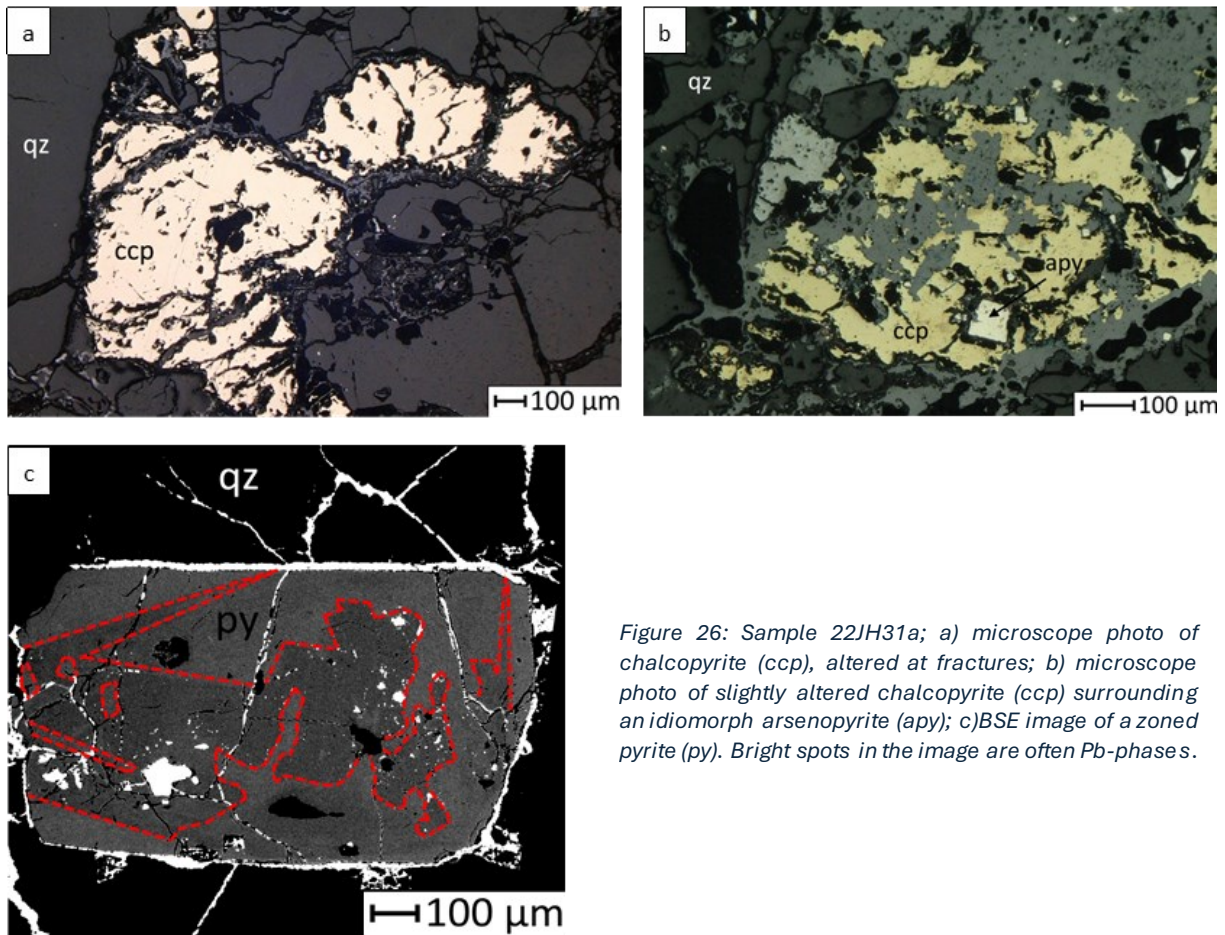 a
qz
ccp
100 µm
b
qz
apy
ccp
100 µm
c
qz
py
100 µm
Figure 26: Sample 22JH31a; a) microscope photo of
chalcopyrite (ccp), altered at fractures; b) microscope
photo of slightly altered chalcopyrite (ccp) surrounding
an idiomorph arsenopyrite (apy); c)BSE image of a zoned
pyrite (py). Bright spots in the image are often Pb-phases.